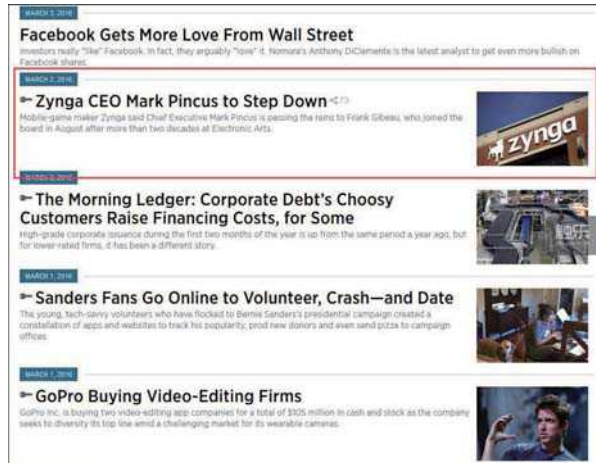 MARCH 3, 2016
Facebook Gets More Love From Wall Street
Investors really "like" Facebook. In fact, they arguably "love" it. Nomura's Anthony DiClemente is the latest analyst to get even more bullish on
Facebook shares.
MARCH 2, 2016
Zynga CEO Mark Pincus to Step Down
Mobile-game maker Zynga said Chief Executive Mark Pincus is passing the reins to Frank Gibeau, who joined the
board in August after more than two decades at Electronic Arts.
zynga
MARCH 2, 2016
The Morning Ledger: Corporate Debt's Choosy
Customers Raise Financing Costs, for Some
High-grade corporate issuance during the first two months of the year is up from the same period a year ago, but
for lower-rated firms, it has been a different story.
触乐
MARCH 1, 2016
Sanders Fans Go Online to Volunteer, Crash—and Date
The young, tech-savvy volunteers who have flocked to Bernie Sanders's presidential campaign created a
constellation of apps and websites to track his popularity, prod new donors and even send pizza to campaign
offices.
MARCH 1, 2016
GoPro Buying Video-Editing Firms
GoPro Inc. is buying two video-editing app companies for a total of $105 million in cash and stock as the company
seeks to diversify its top line amid a challenging market for its wearable cameras.